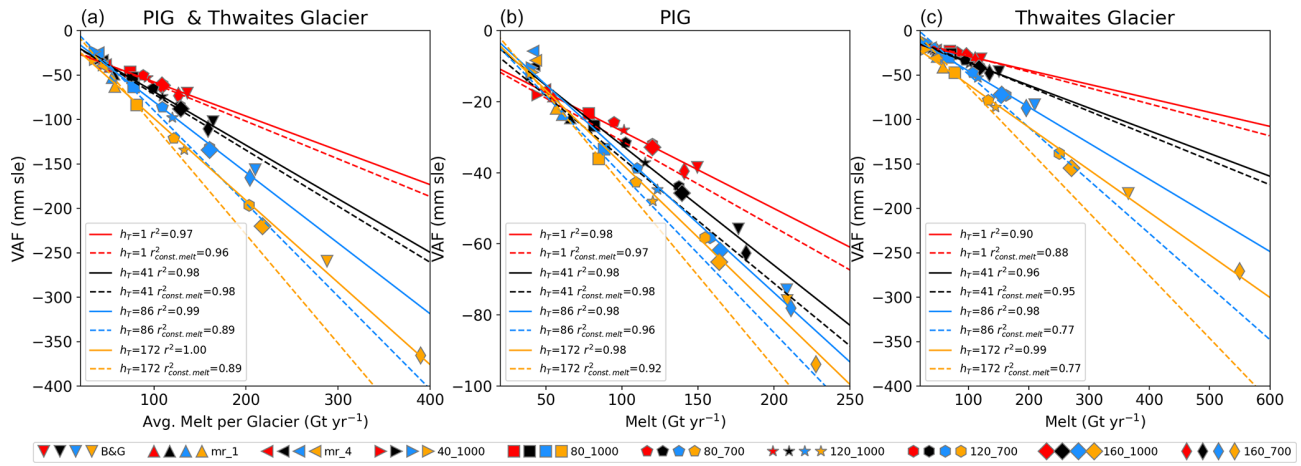 (a) PIG & Thwaites Glacier
VAF (mm sle)
0
−50
−100
−150
−200
−250
−300
−350
−400
h_T=1 r²=0.97
h_T=1 r²_const.melt=0.96
h_T=41 r²=0.98
h_T=41 r²_const.melt=0.98
h_T=86 r²=0.99
h_T=86 r²_const.melt=0.89
h_T=172 r²=1.00
h_T=172 r²_const.melt=0.89
100 200 300 400
Avg. Melt per Glacier (Gt yr⁻¹)
(b) PIG
VAF (mm sle)
0
−20
−40
−60
−80
−100
h_T=1 r²=0.98
h_T=1 r²_const.melt=0.97
h_T=41 r²=0.98
h_T=41 r²_const.melt=0.98
h_T=86 r²=0.98
h_T=86 r²_const.melt=0.96
h_T=172 r²=0.98
h_T=172 r²_const.melt=0.92
50 100 150 200 250
Melt (Gt yr⁻¹)
(c) Thwaites Glacier
VAF (mm sle)
0
−50
−100
−150
−200
−250
−300
−350
−400
h_T=1 r²=0.90
h_T=1 r²_const.melt=0.88
h_T=41 r²=0.96
h_T=41 r²_const.melt=0.95
h_T=86 r²=0.98
h_T=86 r²_const.melt=0.77
h_T=172 r²=0.99
h_T=172 r²_const.melt=0.77
100 200 300 400 500 600
Melt (Gt yr⁻¹)
B&G mr_1 mr_4 40_1000 80_1000 80_700 120_1000 120_700 160_1000 160_700